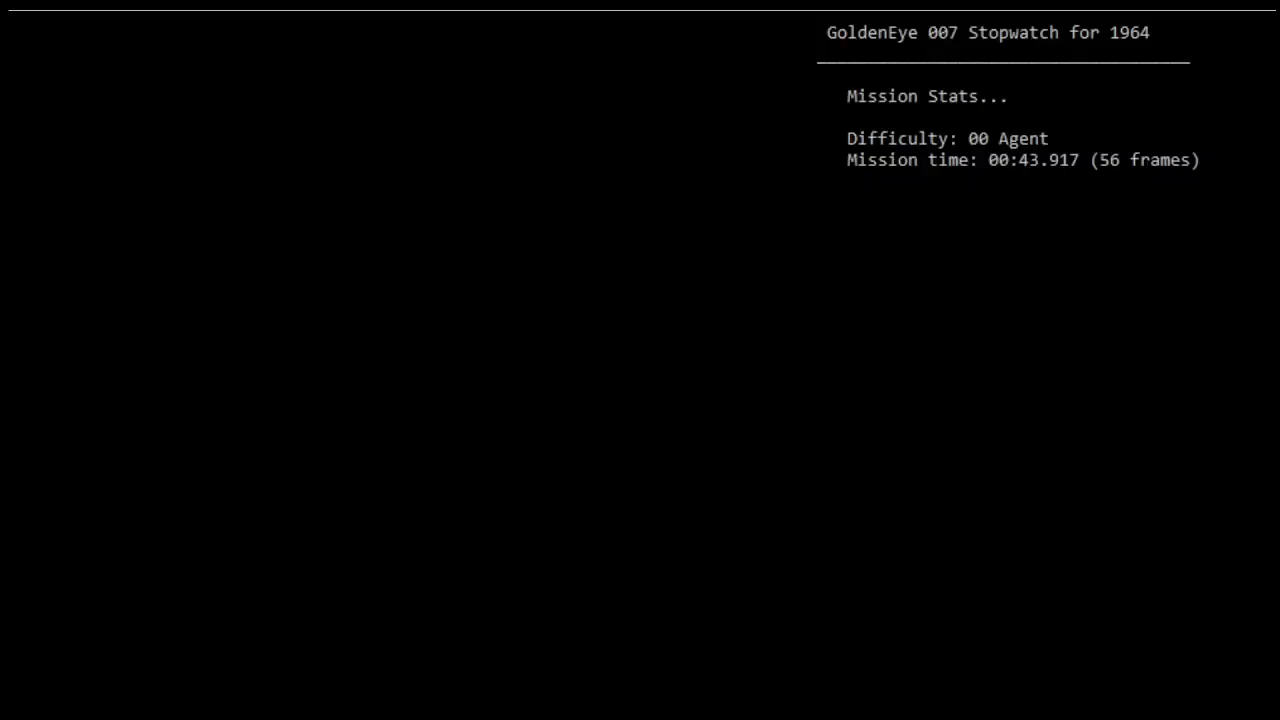 GoldenEye 007 Stopwatch for 1964
Mission Stats...
Difficulty: 00 Agent
Mission time: 00:43.917 (56 frames)